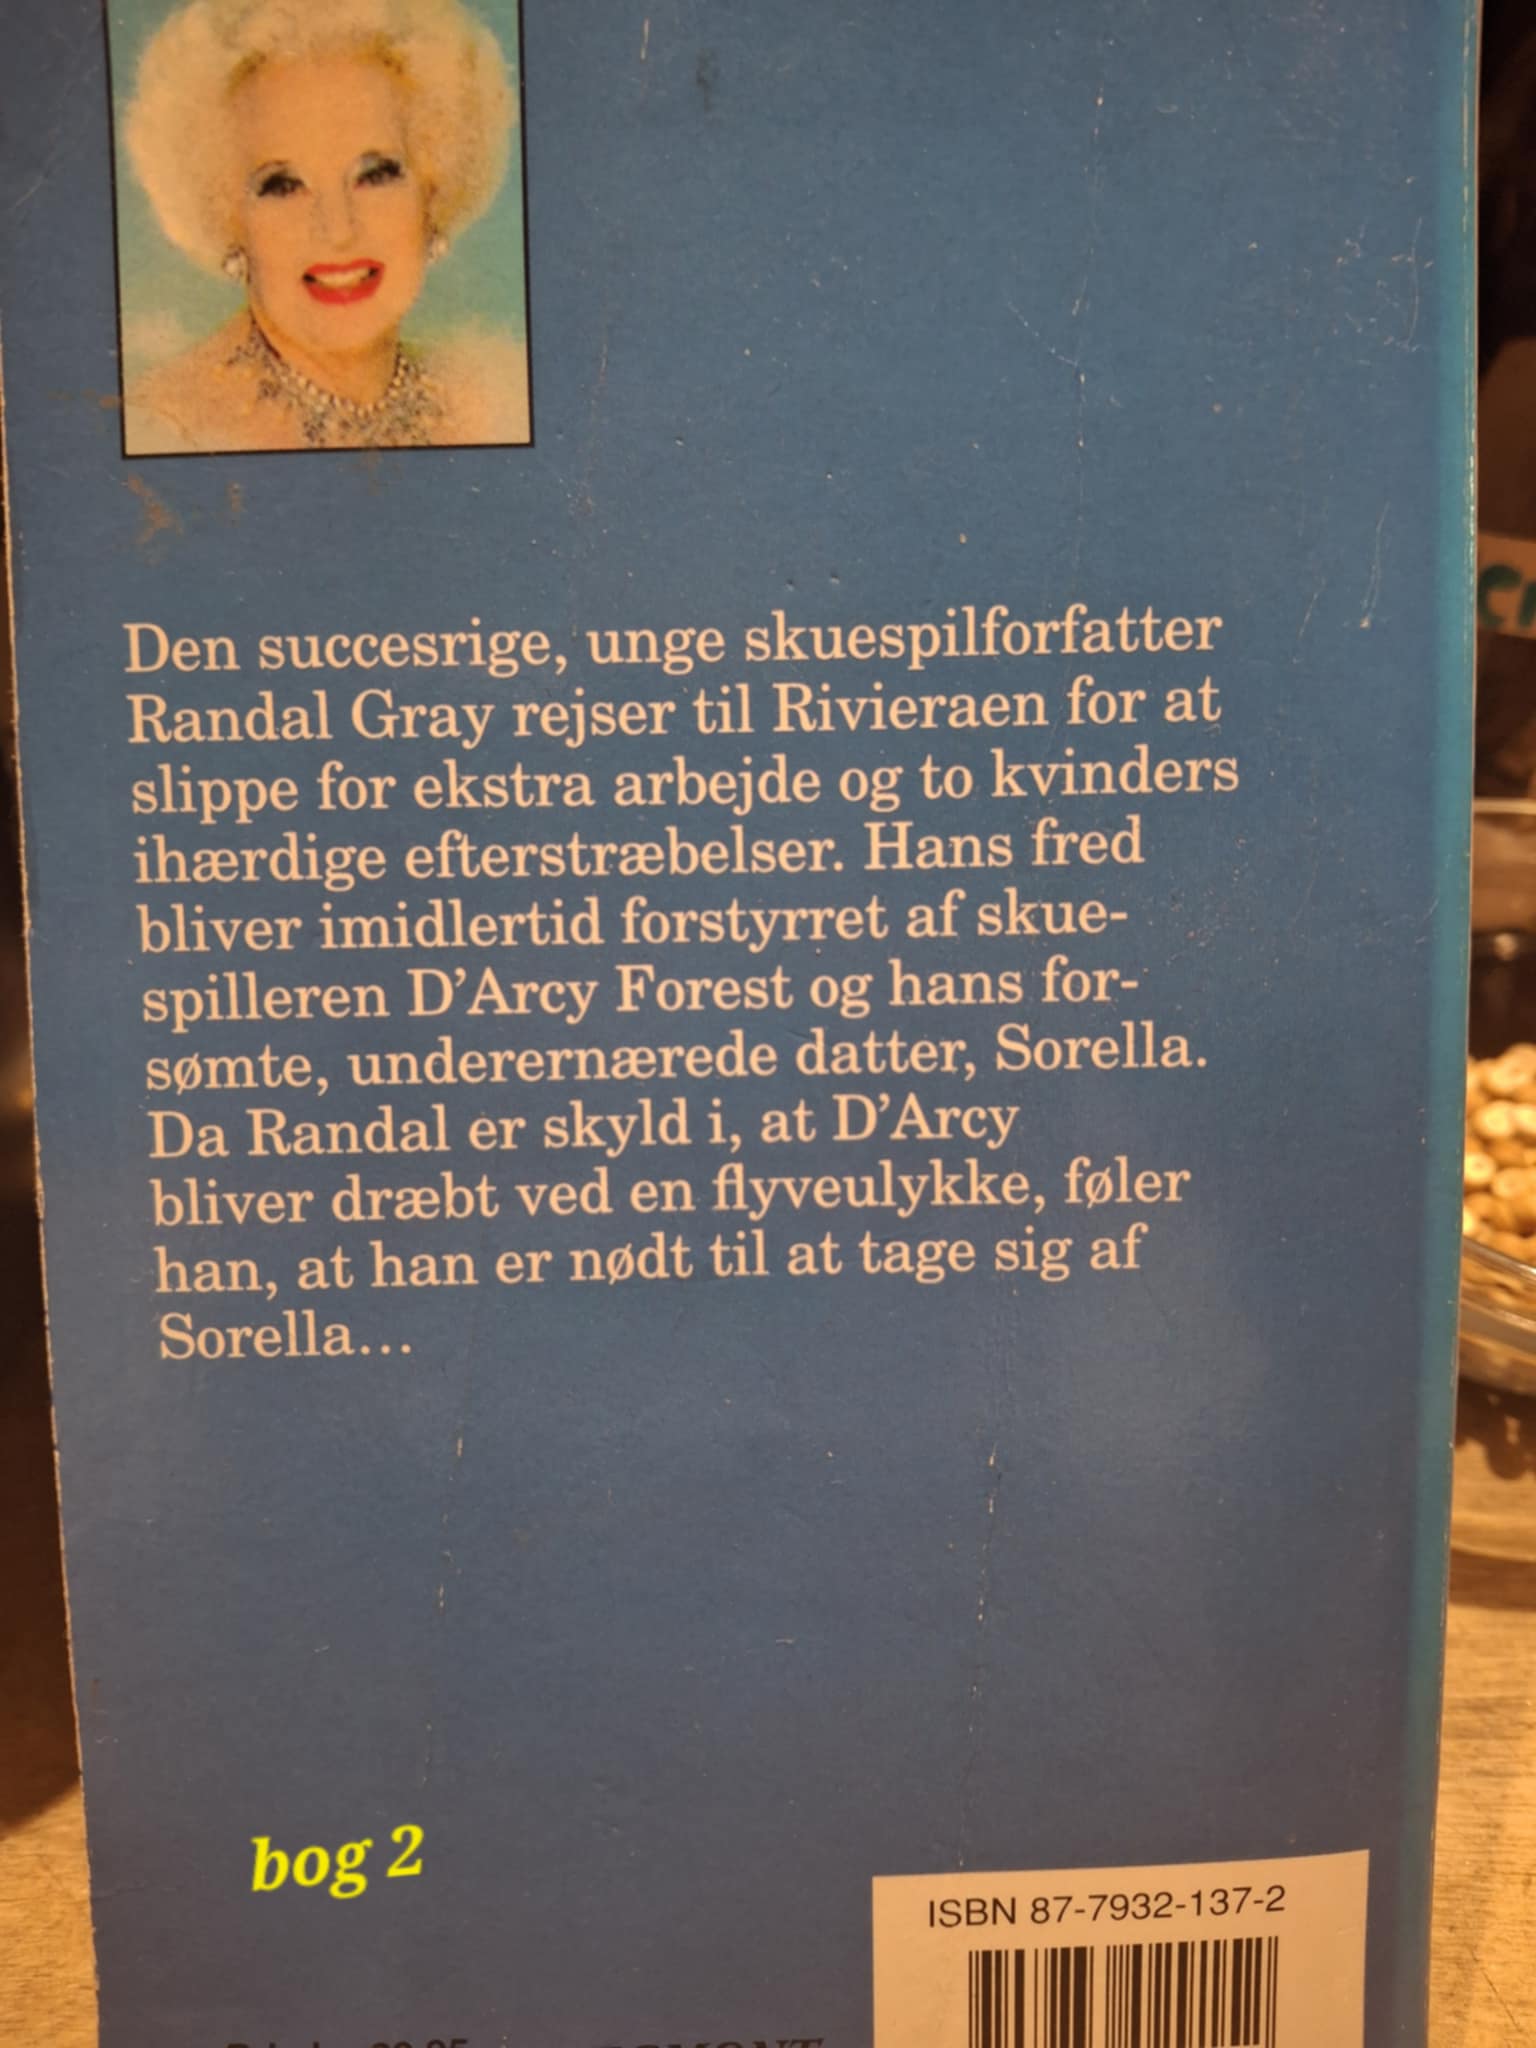 Den succesrige, unge skuespilforfatter
Randal Gray rejser til Rivieraen for at
slippe for ekstra arbejde og to kvinders
ihærdige efterstræbelser. Hans fred
bliver imidlertid forstyrret af skue-
spilleren D’Arcy Forest og hans for-
sømte, underernærede datter, Sorella.
Da Randal er skyld i, at D’Arcy
bliver dræbt ved en flyveulykke, føler
han, at han er nødt til at tage sig af
Sorella...
bog 2
ISBN 87-7932-137-2